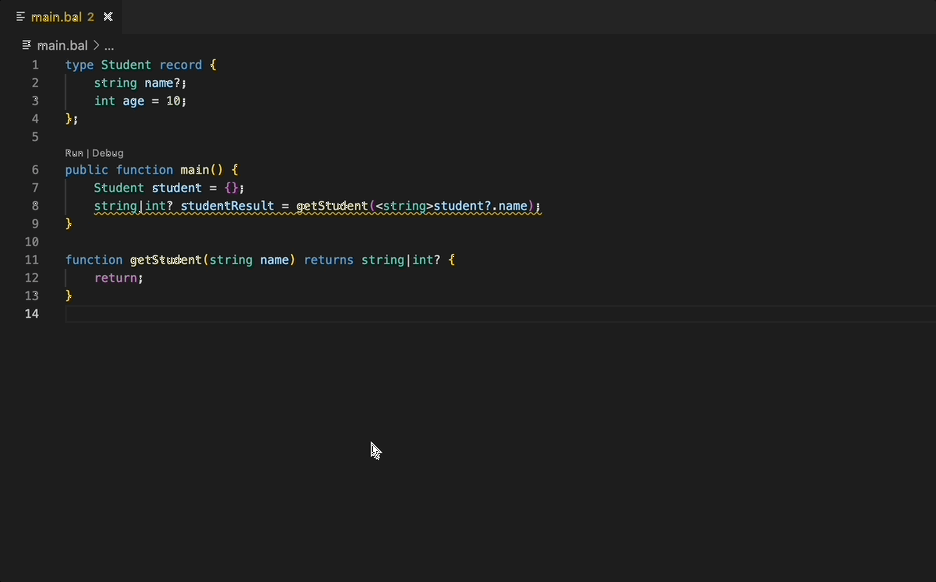 main.bal 2
main.bal > ...
1 type Student record {
2 string name?;
3 int age = 10;
4 };
5
Run | Debug
6 public function main() {
7 Student student = {};
8 string|int? studentResult = getStudent(<string>student?.name);
9 }
10
11 function getStudent(string name) returns string|int? {
12 return;
13 }
14